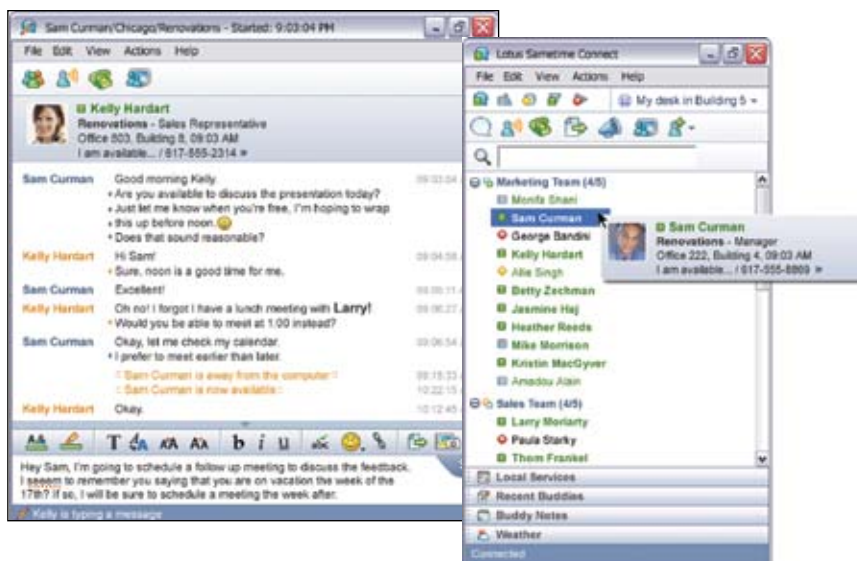 Sam Curman/Chicago/Renovations - Started: 9:03:04 PM
File Edit View Actions Help
Kelly Hardart
Renovations - Sales Representative
Office 803, Building 8, 09:03 AM
I am available... / 617-555-2314
Sam Curman Good morning Kelly.
Are you available to discuss the presentation today?
Just let me know when you're free, I'm hoping to wrap
this up before noon.
Does that sound reasonable?
Kelly Hardart Hi Sam!
Sure, noon is a good time for me.
Sam Curman Excellent!
Kelly Hardart Oh no! I forgot I have a lunch meeting with Larry!
Would you be able to meet at 1:00 instead?
Sam Curman Okay, let me check my calendar.
I prefer to meet earlier than later.
Sam Curman is away from the computer
Sam Curman is now available
Kelly Hardart Okay.
b i u
Hey Sam, I'm going to schedule a follow up meeting to discuss the feedback.
I seeem to remember you saying that you are on vacation the week of the
17th? If so, I will be sure to schedule a meeting the week after.
Kelly is typing a message
Lotus Sametime Connect
File Edit View Actions Help
My desk in Building 5
Marketing Team (4/5)
Monifa Shani
Sam Curman
George Bandini
Kelly Hardart
Allie Singh
Betty Zechman
Jasmine Haj
Heather Reeds
Mike Morrison
Kristin MacGyver
Amadou Alain
Sales Team (4/5)
Larry Moriarty
Paula Starky
Thom Frankel
Local Services
Recent Buddies
Buddy Notes
Weather
Connected
Sam Curman
Renovations - Manager
Office 222, Building 4, 09:03 AM
I am available... / 617-555-8869